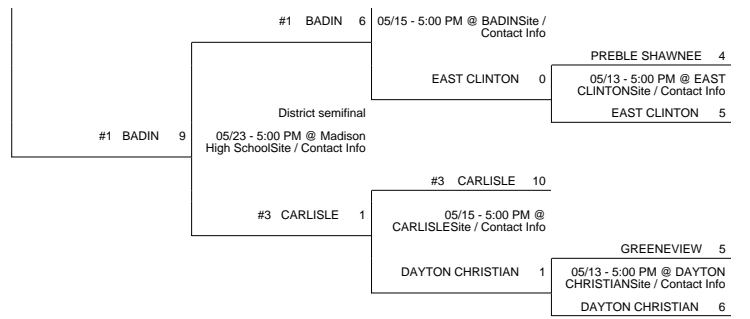 #1 BADIN 6
05/15 - 5:00 PM @ BADINSite /
Contact Info
PREBLE SHAWNEE 4
EAST CLINTON 0
05/13 - 5:00 PM @ EAST
CLINTONSite / Contact Info
EAST CLINTON 5
District semifinal
#1 BADIN 9
05/23 - 5:00 PM @ Madison
High SchoolSite / Contact Info
#3 CARLISLE 10
#3 CARLISLE 1
05/15 - 5:00 PM @
CARLISLESite / Contact Info
GREENEVIEW 5
DAYTON CHRISTIAN 1
05/13 - 5:00 PM @ DAYTON
CHRISTIANSite / Contact Info
DAYTON CHRISTIAN 6